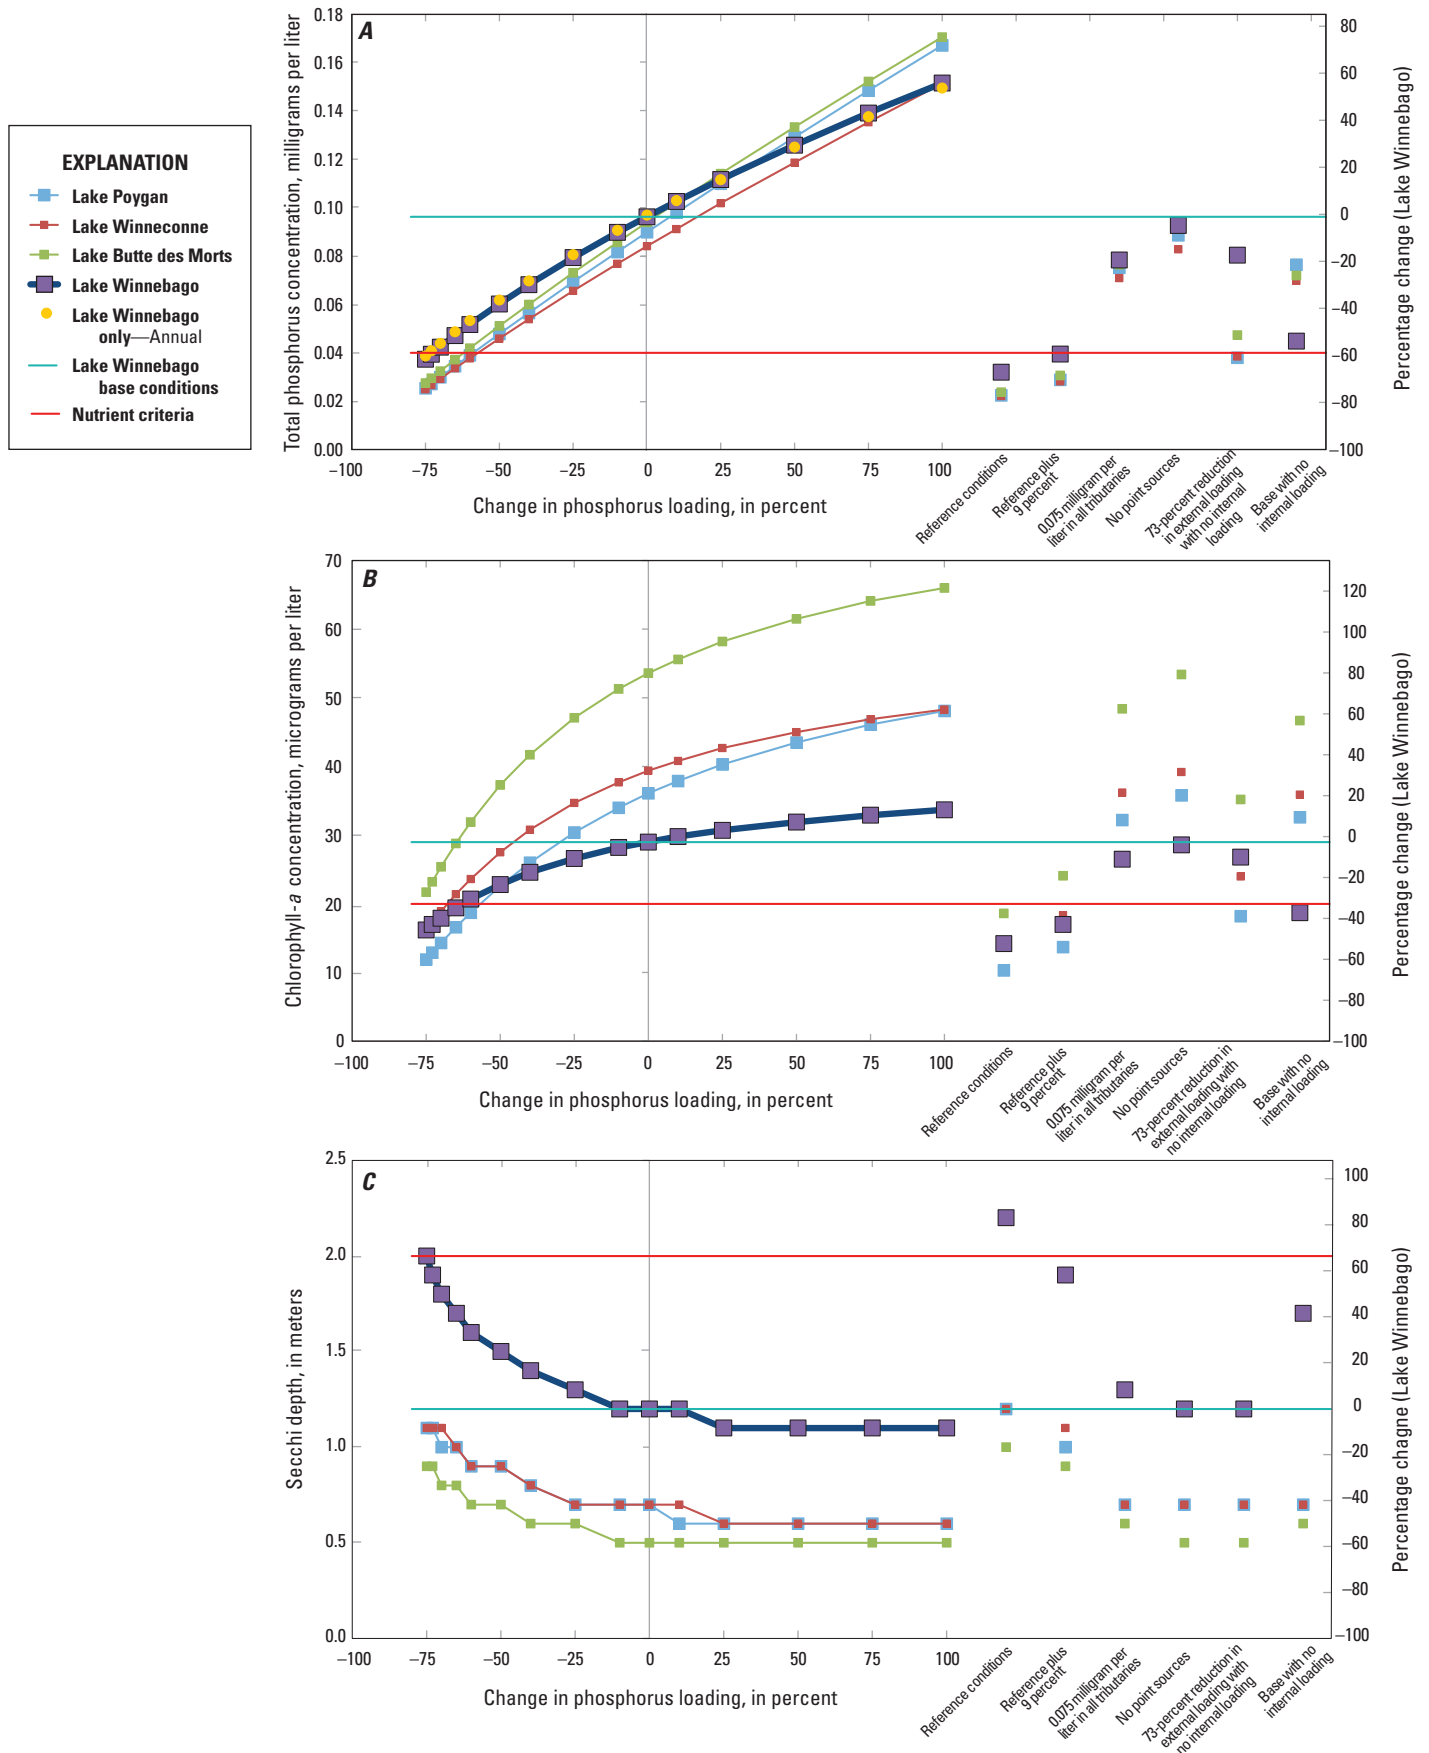 EXPLANATION
Lake Poygan
Lake Winneconne
Lake Butte des Morts
Lake Winnebago
Lake Winnebago
only—Annual
Lake Winnebago
base conditions
Nutrient criteria
A
Total phosphorus concentration, milligrams per liter
0.18
0.16
0.14
0.12
0.10
0.08
0.06
0.04
0.02
0.00
80
60
40
20
0
−20
−40
−60
−80
−100
Percentage change (Lake Winnebago)
−100
−75
−50
−25
0
25
50
75
100
Change in phosphorus loading, in percent
Reference conditions
Reference plus
9 percent
0.075 milligram per
liter in all tributaries
No point sources
73-percent reduction
in external loading
with no internal
loading
Base with no
internal loading
B
Chlorophyll-a concentration, micrograms per liter
70
60
50
40
30
20
10
0
120
100
80
60
40
20
0
−20
−40
−60
−80
−100
Percentage change (Lake Winnebago)
−100
−75
−50
−25
0
25
50
75
100
Change in phosphorus loading, in percent
Reference conditions
Reference plus
9 percent
0.075 milligram per
liter in all tributaries
No point sources
73-percent reduction in
external loading with
no internal loading
Base with no
internal loading
C
Secchi depth, in meters
2.5
2.0
1.5
1.0
0.5
0.0
100
80
60
40
20
0
−20
−40
−60
−80
−100
Percentage chagne (Lake Winnebago)
−100
−75
−50
−25
0
25
50
75
100
Change in phosphorus loading, in percent
Reference conditions
Reference plus
9 percent
0.075 milligram per
liter in all tributaries
No point sources
73-percent reduction in
external loading with
no internal loading
Base with no
internal loading